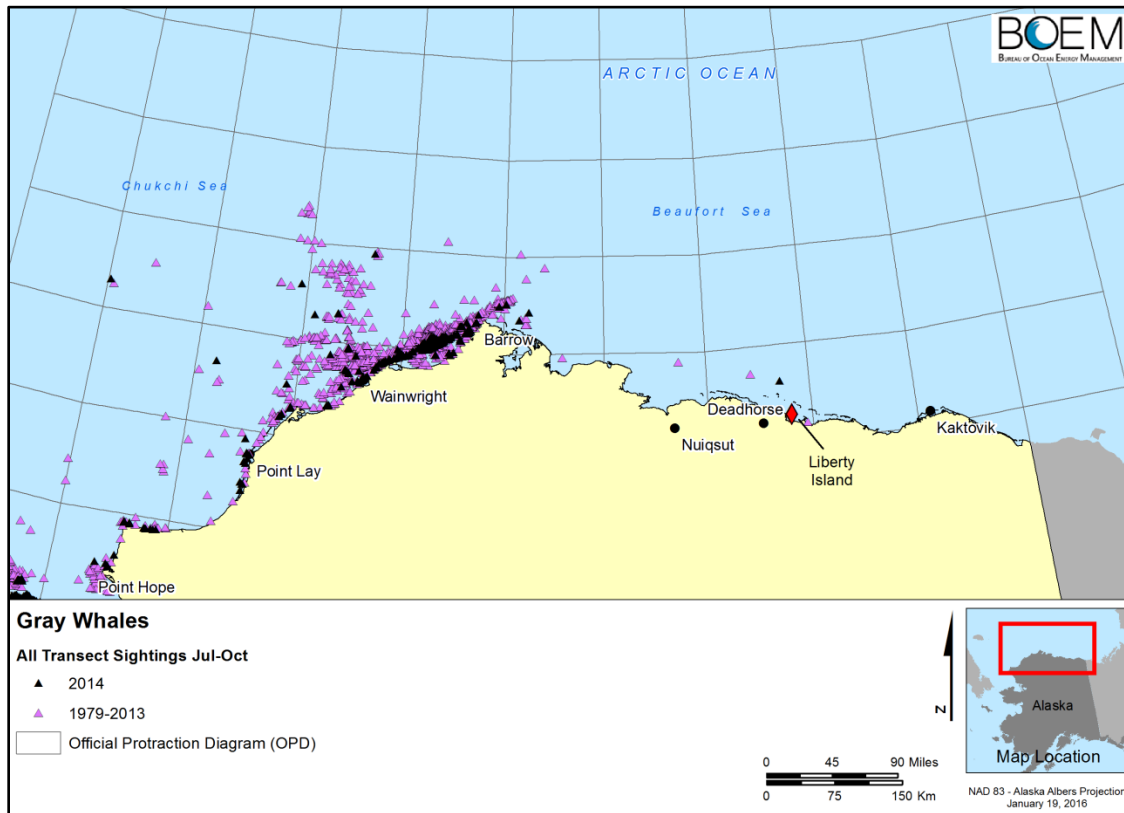 BOEM
BUREAU OF OCEAN ENERGY MANAGEMENT
ARCTIC OCEAN
Chukchi Sea
Beaufort Sea
Barrow
Wainwright
Deadhorse
Kaktovik
Nuiqsut
Liberty
Island
Point Lay
Point Hope
Gray Whales
All Transect Sightings Jul-Oct
2014
1979-2013
Official Protraction Diagram (OPD)
N
0 45 90 Miles
0 75 150 Km
Alaska
Map Location
NAD 83 - Alaska Albers Projection
January 19, 2016